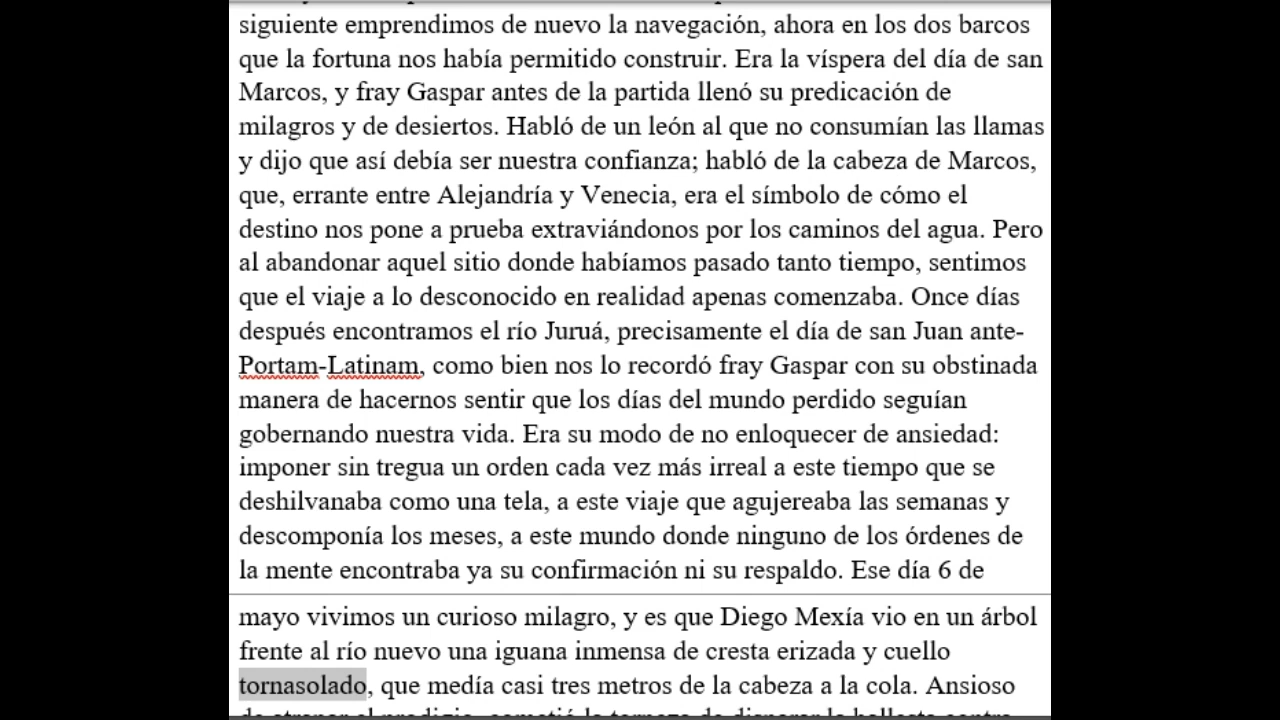 siguiente emprendimos de nuevo la navegación, ahora en los dos barcos
que la fortuna nos había permitido construir. Era la víspera del día de san
Marcos, y fray Gaspar antes de la partida llenó su predicación de
milagros y de desiertos. Habló de un león al que no consumían las llamas
y dijo que así debía ser nuestra confianza; habló de la cabeza de Marcos,
que, errante entre Alejandría y Venecia, era el símbolo de cómo el
destino nos pone a prueba extraviándonos por los caminos del agua. Pero
al abandonar aquel sitio donde habíamos pasado tanto tiempo, sentimos
que el viaje a lo desconocido en realidad apenas comenzaba. Once días
después encontramos el río Juruá, precisamente el día de san Juan ante-
Portam-Latinam, como bien nos lo recordó fray Gaspar con su obstinada
manera de hacernos sentir que los días del mundo perdido seguían
gobernando nuestra vida. Era su modo de no enloquecer de ansiedad:
imponer sin tregua un orden cada vez más irreal a este tiempo que se
deshilvanaba como una tela, a este viaje que agujereaba las semanas y
descomponía los meses, a este mundo donde ninguno de los órdenes de
la mente encontraba ya su confirmación ni su respaldo. Ese día 6 de
mayo vivimos un curioso milagro, y es que Diego Mexía vio en un árbol
frente al río nuevo una iguana inmensa de cresta erizada y cuello
tornasolado, que medía casi tres metros de la cabeza a la cola. Ansioso